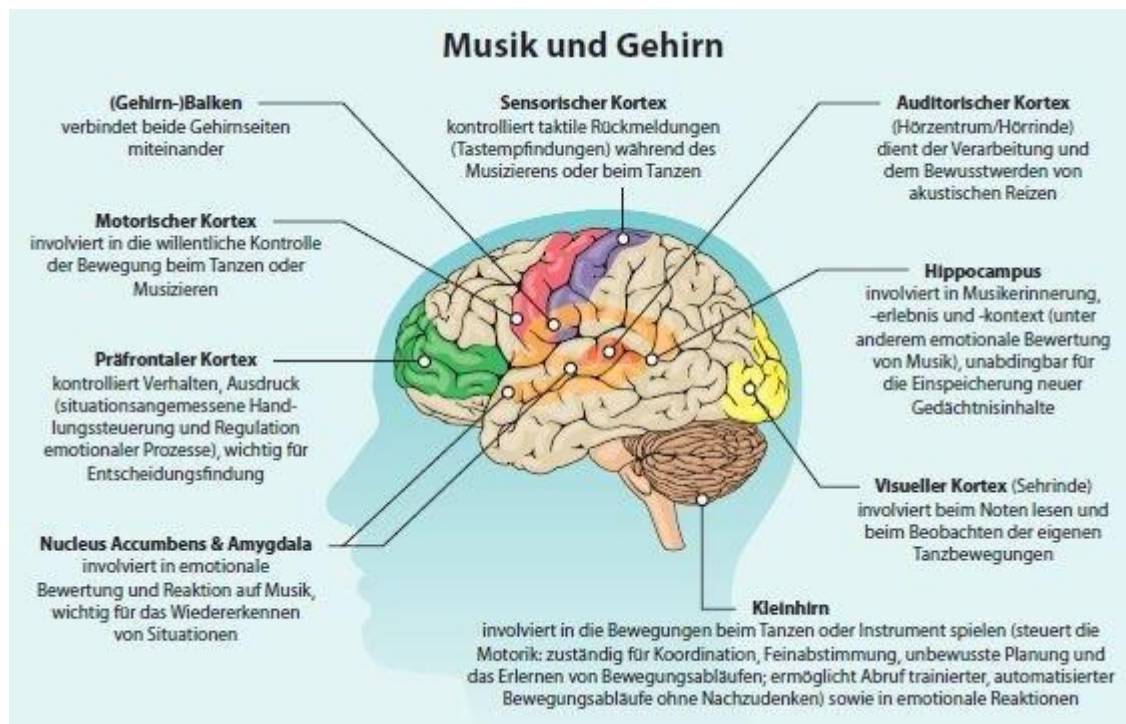 Musik und Gehirn
(Gehirn-)Balken
verbindet beide Gehirnseiten
miteinander
Sensorischer Kortex
kontrolliert taktile Rückmeldungen
(Tastempfindungen) während des
Musizierens oder beim Tanzen
Auditorischer Kortex
(Hörzentrum/Hörrinde)
dient der Verarbeitung und
dem Bewusstwerden von
akustischen Reizen
Motorischer Kortex
involviert in die willentliche Kontrolle
der Bewegung beim Tanzen oder
Musizieren
Hippocampus
involviert in Musikerinnerung,
-erlebnis und -kontext (unter
anderem emotionale Bewertung
von Musik), unabdingbar für
die Einspeicherung neuer
Gedächtnisinhalte
Präfrontaler Kortex
kontrolliert Verhalten, Ausdruck
(situationsangemessene Hand-
lungssteuerung und Regulation
emotionaler Prozesse), wichtig für
Entscheidungsfindung
Visueller Kortex (Sehrinde)
involviert beim Noten lesen und
beim Beobachten der eigenen
Tanzbewegungen
Nucleus Accumbens & Amygdala
involviert in emotionale
Bewertung und Reaktion auf Musik,
wichtig für das Wiedererkennen
von Situationen
Kleinhirn
involviert in die Bewegungen beim Tanzen oder Instrument spielen (steuert die
Motorik: zuständig für Koordination, Feinabstimmung, unbewusste Planung und
das Erlernen von Bewegungsabläufen; ermöglicht Abruf trainierter, automatisierter
Bewegungsabläufe ohne Nachzudenken) sowie in emotionale Reaktionen